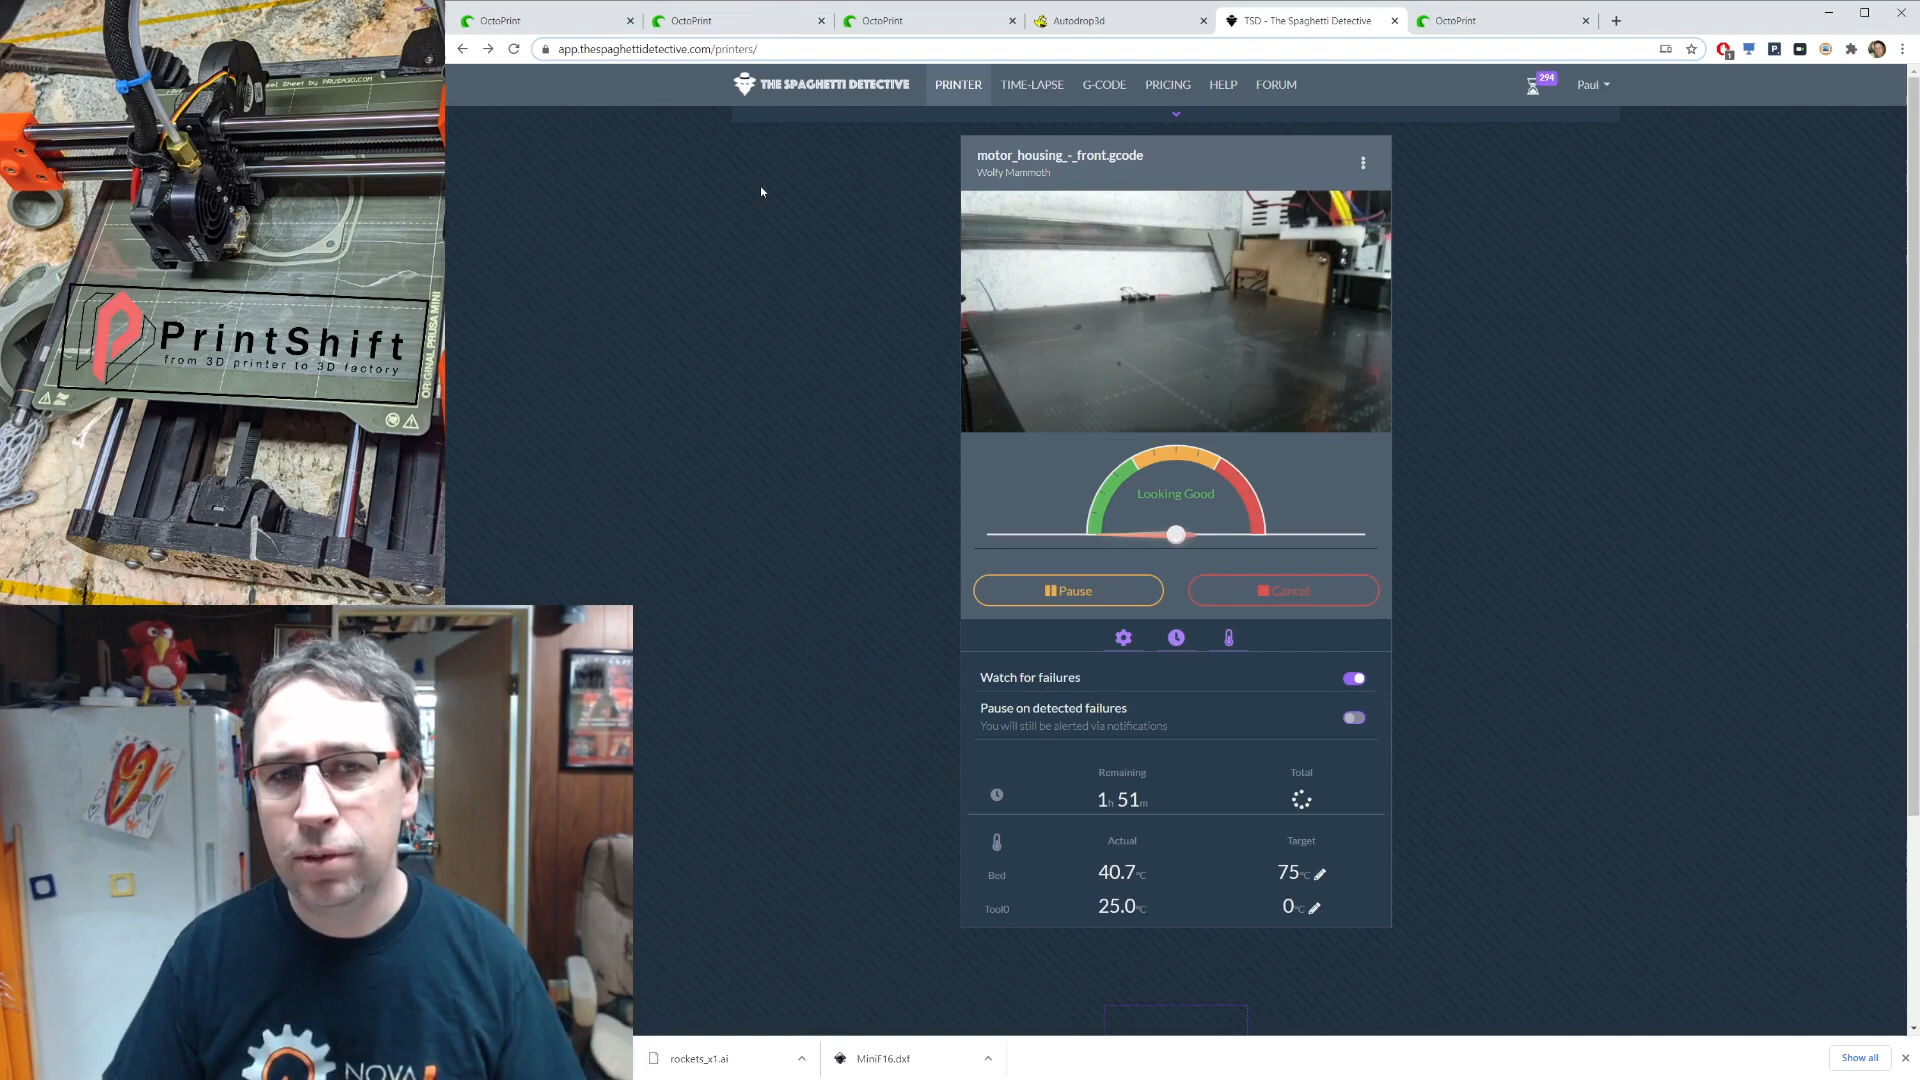 OctoPrint
OctoPrint
OctoPrint
Autodrop3d
TSD - The Spaghetti Detective
OctoPrint
app.thespaghettidetective.com/printers/
THE SPAGHETTI DETECTIVE
PRINTER
TIME-LAPSE
G-CODE
PRICING
HELP
FORUM
294
Paul
motor_housing_-_front.gcode
Wolfy Mammoth
PrintShift
from 3D printer to 3D factory
ORIGINAL PRUSA MINI
Looking Good
Pause
Cancel
Watch for failures
Pause on detected failures
You will still be alerted via notifications
Remaining
Total
1h 51m
Actual
Target
Bed
40.7°C
75°C
Tool0
25.0°C
0°C
NOVA
rockets_x1.ai
MiniF16.dxf
Show all